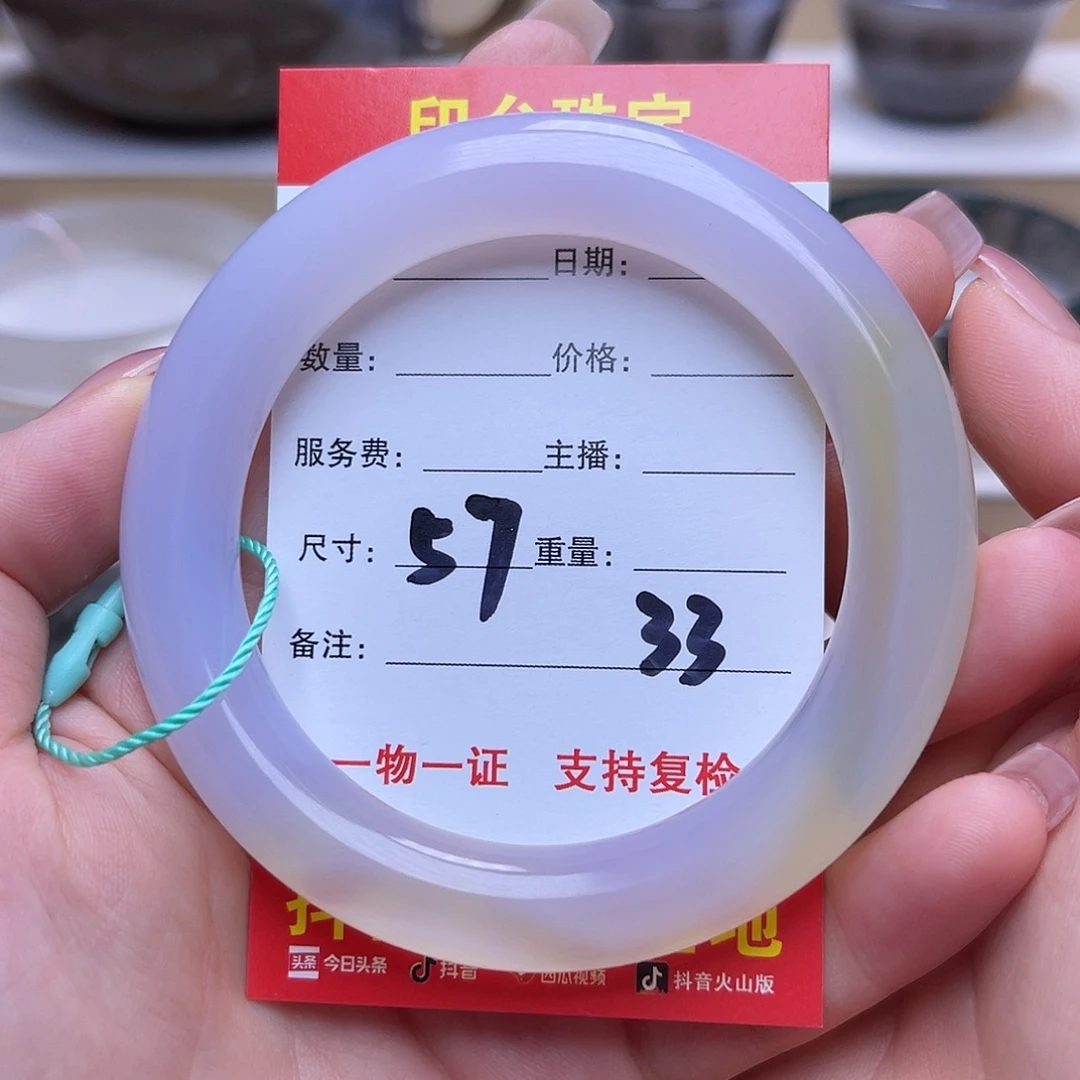 日期：
数量： 价格：
服务费： 主播：
尺寸：57 重量：
备注： 33
一物一证 支持复检
头条 今日头条 抖音 西瓜视频 抖音火山版